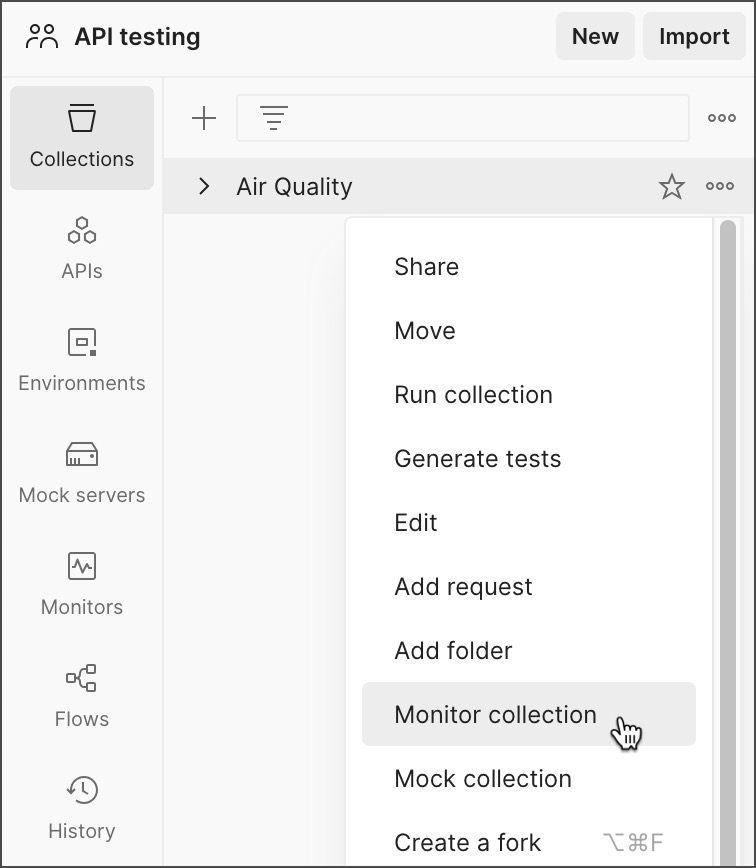 API testing
New
Import
Collections
APIs
Environments
Mock servers
Monitors
Flows
History
Air Quality
Share
Move
Run collection
Generate tests
Edit
Add request
Add folder
Monitor collection
Mock collection
Create a fork ⌥⌘F